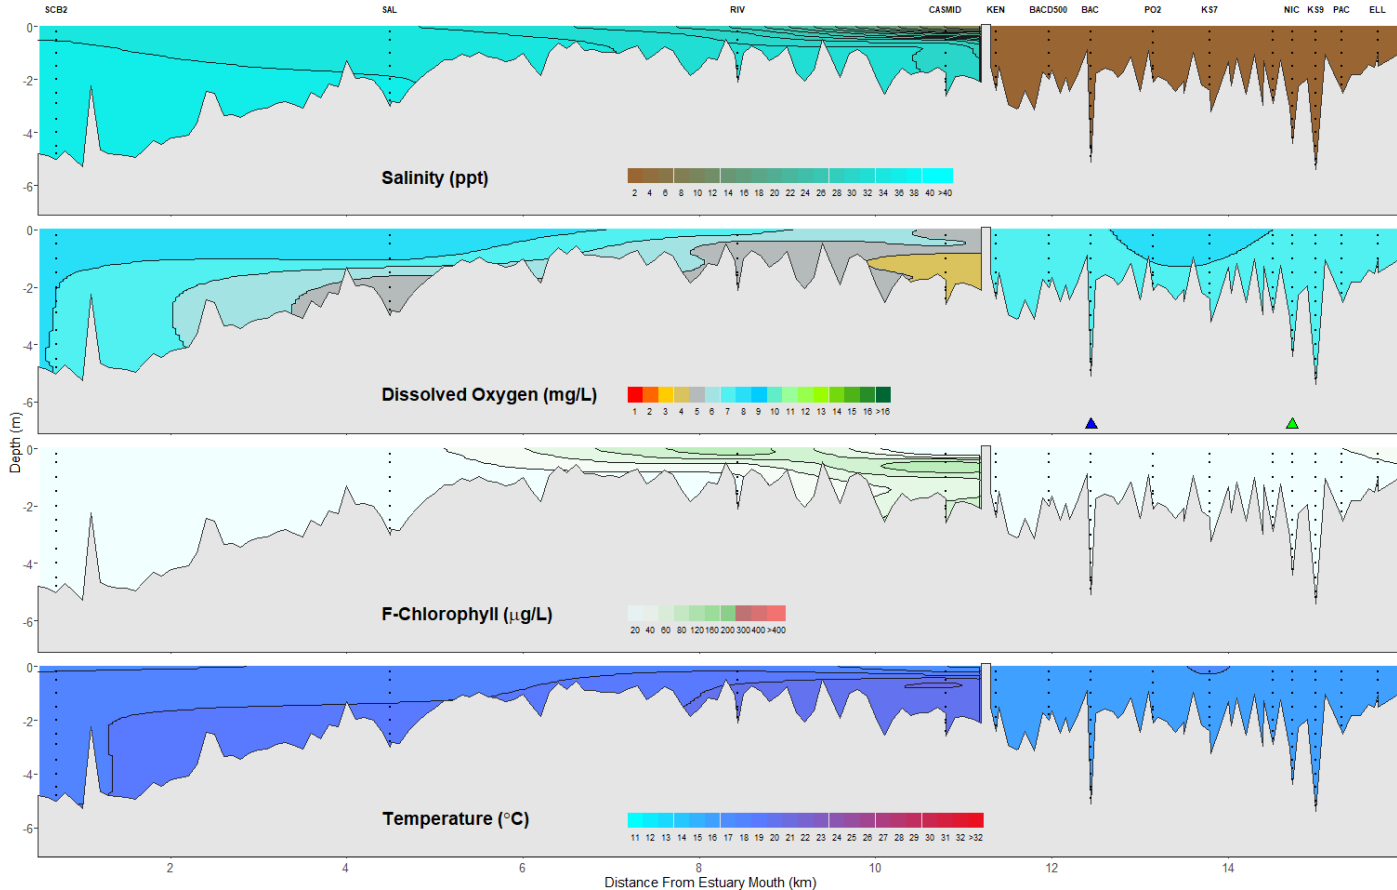 SCB2 SAL RIV CASMID KEN BACD500 BAC PO2 KS7 NIC KS9 PAC ELL
0
-2
-4
-6
Salinity (ppt)
2 4 6 8 10 12 14 16 18 20 22 24 26 28 30 32 34 36 38 40 >40
0
-2
-4
-6
Dissolved Oxygen (mg/L)
1 2 3 4 5 6 7 8 9 10 11 12 13 14 15 16 >16
Depth (m)
0
-2
-4
-6
F-Chlorophyll (μg/L)
20 40 60 80 120 160 200 300 400 >400
0
-2
-4
-6
Temperature (°C)
11 12 13 14 15 16 17 18 19 20 21 22 23 24 25 26 27 28 29 30 31 32 >32
2 4 6 8 10 12 14
Distance From Estuary Mouth (km)